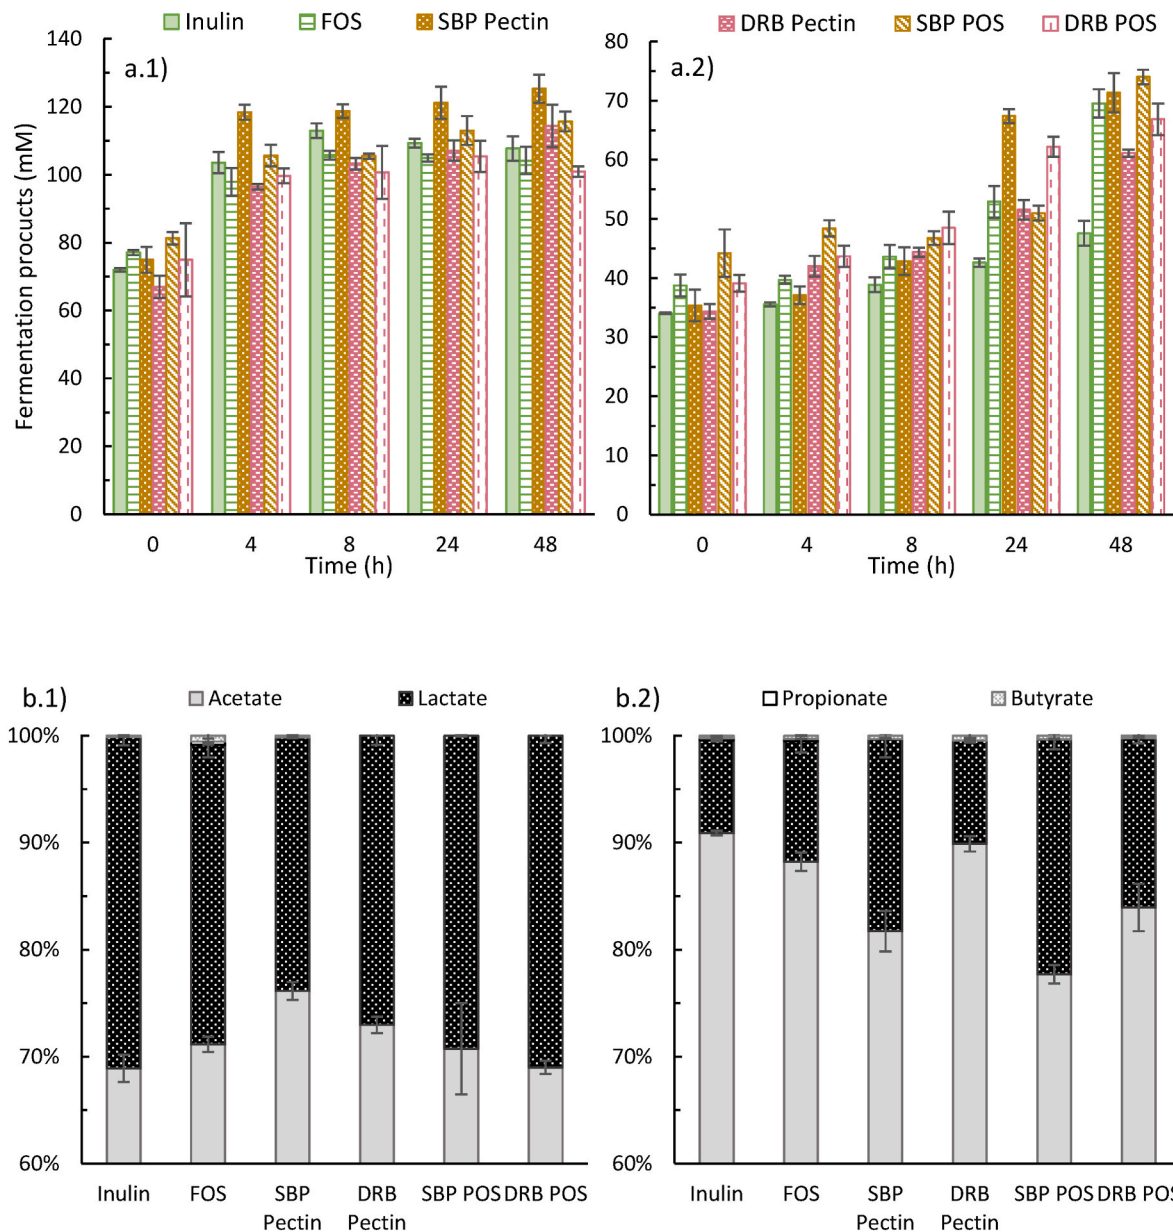 Inulin FOS SBP Pectin DRB Pectin SBP POS DRB POS
a.1)
Fermentation procucts (mM)
140
120
100
80
60
40
20
0
0 4 8 24 48
Time (h)
a.2)
80
70
60
50
40
30
20
10
0
0 4 8 24 48
Time (h)
b.1) Acetate Lactate
b.2) Propionate Butyrate
100%
90%
80%
70%
60%
Inulin FOS SBP DRB SBP POS DRB POS
Pectin Pectin
100%
90%
80%
70%
60%
Inulin FOS SBP DRB SBP POS DRB POS
Pectin Pectin